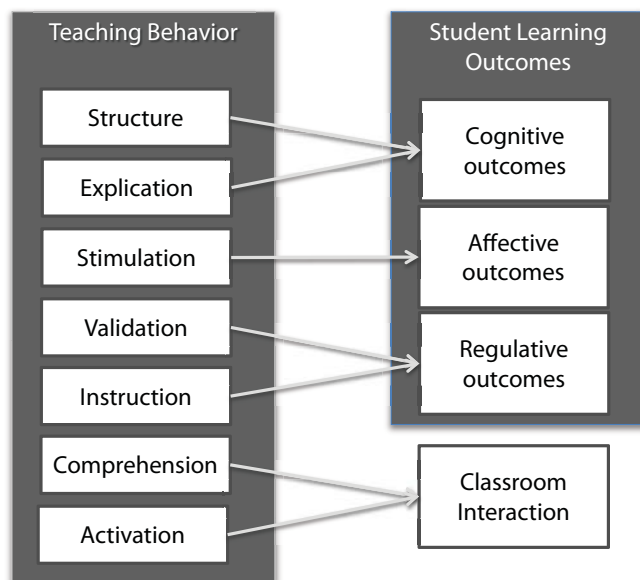 Teaching Behavior
Structure
Explication
Stimulation
Validation
Instruction
Comprehension
Activation
Student Learning
Outcomes
Cognitive
outcomes
Affective
outcomes
Regulative
outcomes
Classroom
Interaction